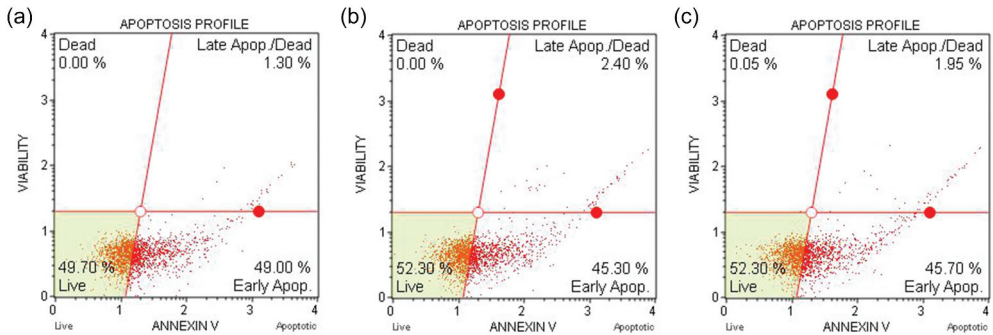 (a)
APOPTOSIS PROFILE
4
Dead
0.00 %
Late Apop./Dead
1.30 %
3
VIABILITY
2
1
49.70 %
Live
49.00 %
Early Apop.
0
0 1 2 3 4
Live ANNEXIN V Apoptotic
(b)
APOPTOSIS PROFILE
4
Dead
0.00 %
Late Apop./Dead
2.40 %
3
VIABILITY
2
1
52.30 %
Live
45.30 %
Early Apop.
0
0 1 2 3 4
Live ANNEXIN V Apoptotic
(c)
APOPTOSIS PROFILE
4
Dead
0.05 %
Late Apop./Dead
1.95 %
3
VIABILITY
2
1
52.30 %
Live
45.70 %
Early Apop.
0
0 1 2 3 4
Live ANNEXIN V Apoptotic